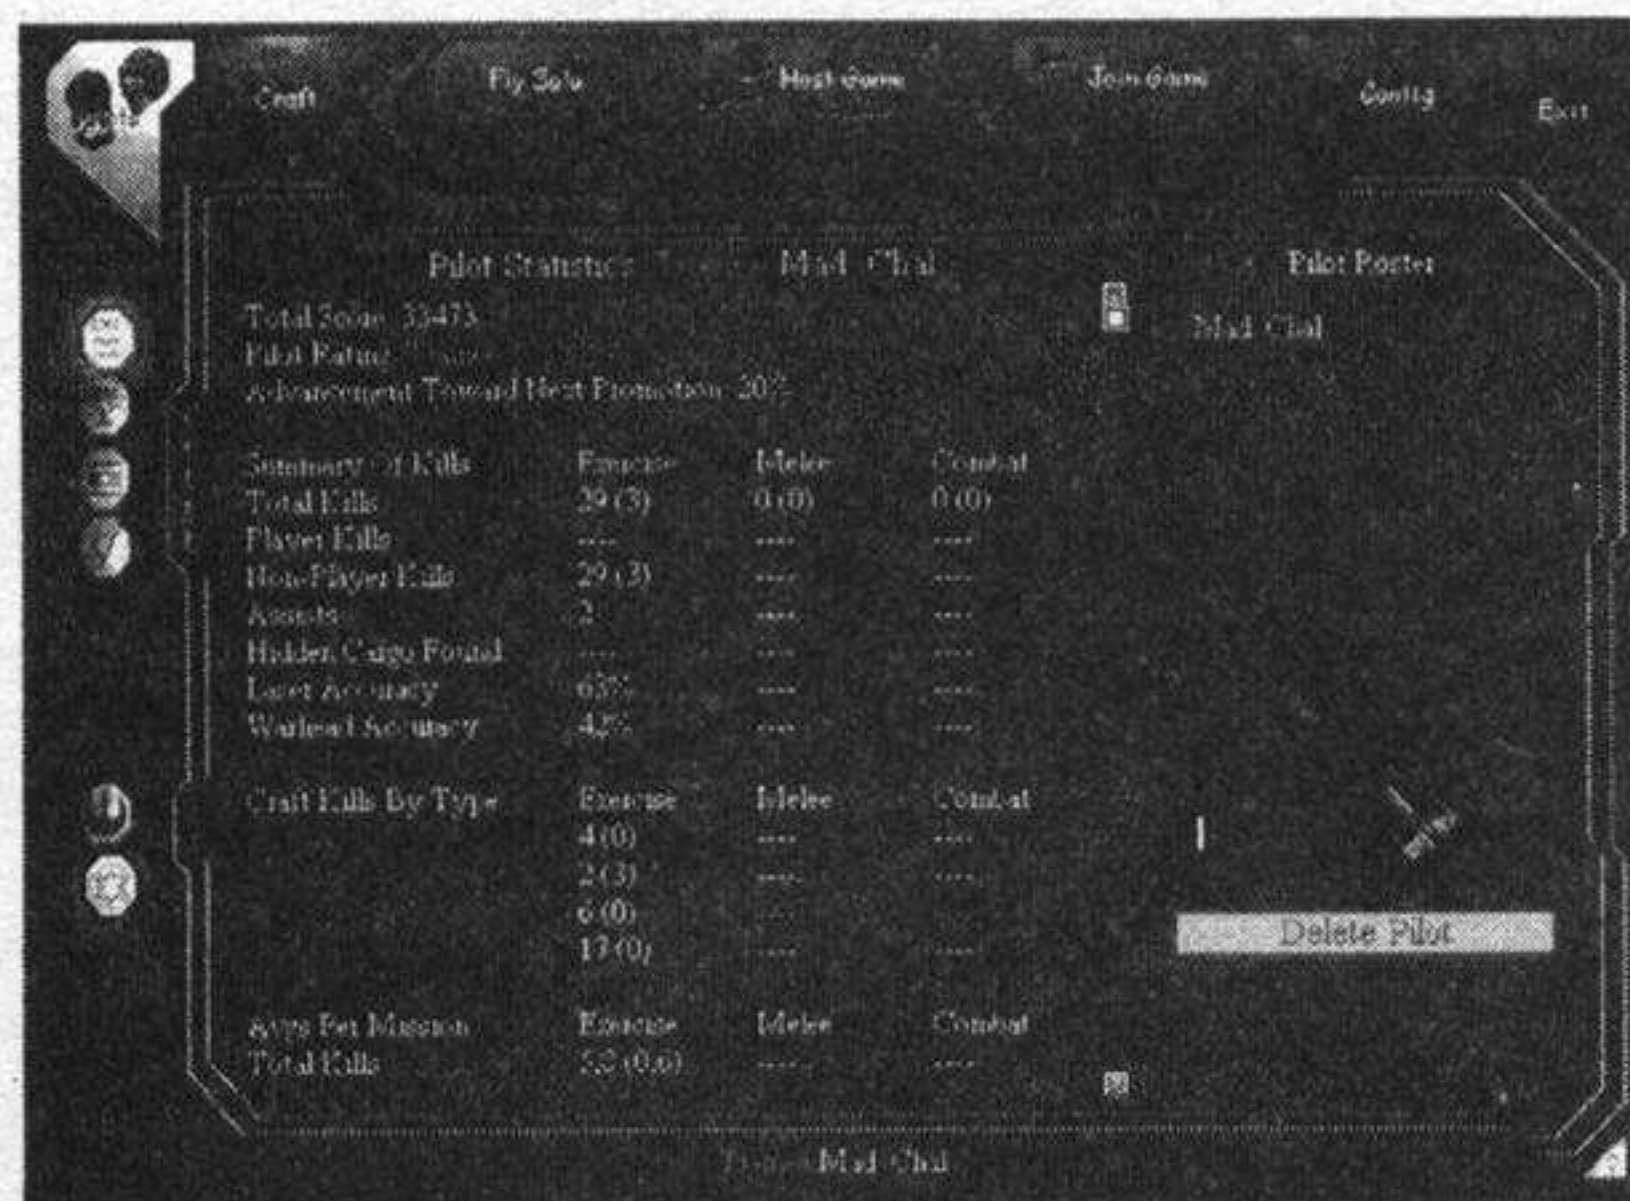 Craft Fly Solo Host Game Join Game Config Exit
Pilot Statistics Mad Chal Pilot Roster
Total Score 33473 Mad Chal
Pilot Rating
Advancement Toward Next Promotion 20%
Summary Of Kills Exercise Melee Combat
Total Kills 29 (3) 0 (0) 0 (0)
Player Kills ---- ---- ----
Non-Player Kills 29 (3) ---- ----
Assists 2 ---- ----
Hidden Cargo Found ---- ---- ----
Laser Accuracy 63% ---- ----
Warhead Accuracy 42% ---- ----
Craft Kills By Type Exercise Melee Combat
4 (0) ---- ----
2 (3) ---- ----
6 (0) ----
17 (0) ---- ----
Delete Pilot
Avgs Per Mission Exercise Melee Combat
Total Kills (0.6) ---- ----
Mad Chal